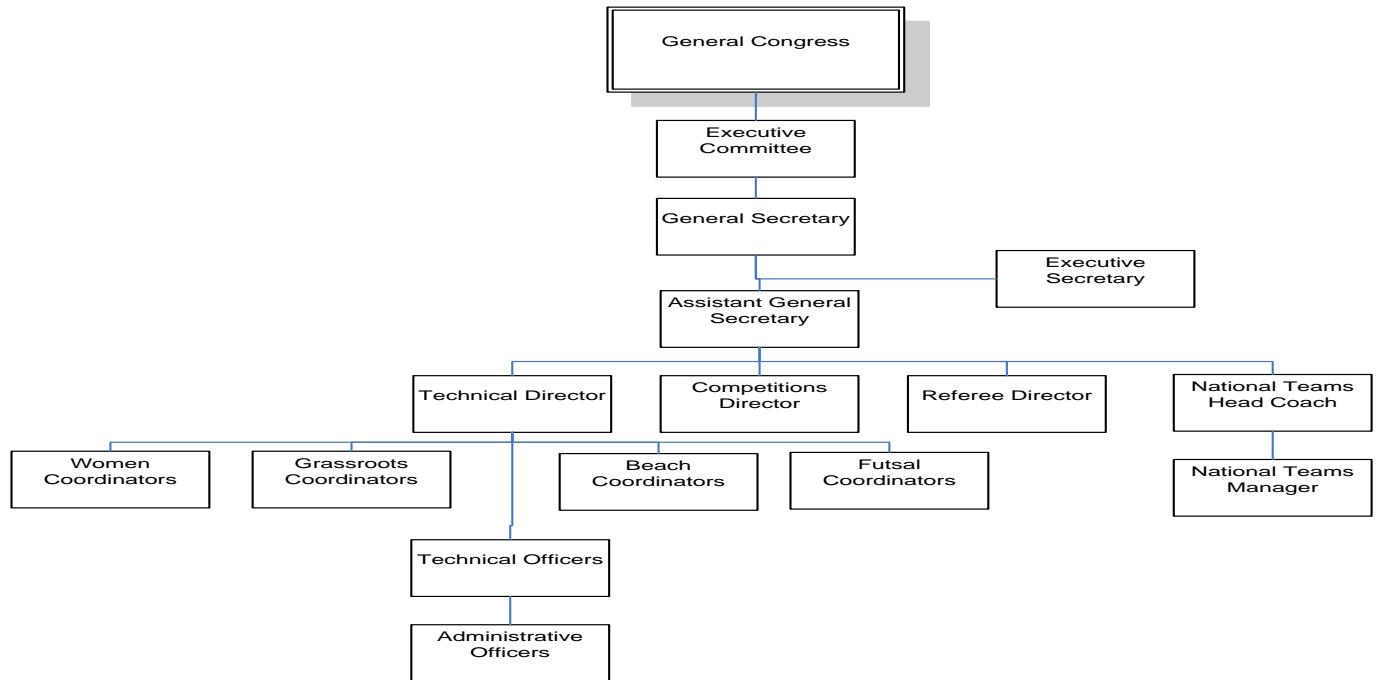 General Congress
Executive
Committee
General Secretary
Executive
Secretary
Assistant General
Secretary
Technical Director
Competitions
Director
Referee Director
National Teams
Head Coach
Women
Coordinators
Grassroots
Coordinators
Beach
Coordinators
Futsal
Coordinators
National Teams
Manager
Technical Officers
Administrative
Officers